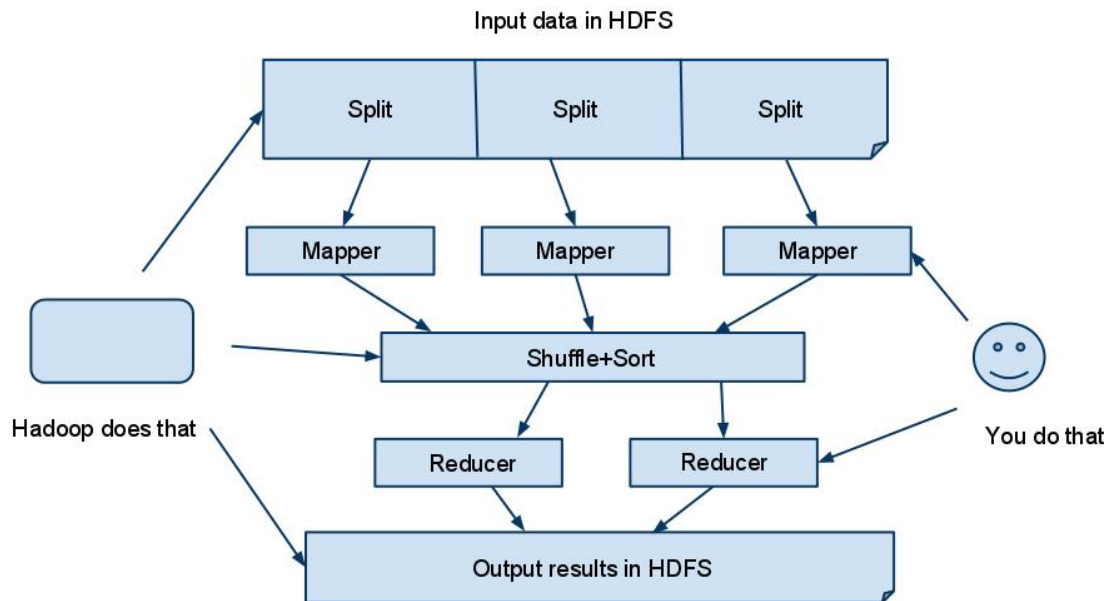 Input data in HDFS
Split
Split
Split
Mapper
Mapper
Mapper
Shuffle+Sort
Hadoop does that
You do that
Reducer
Reducer
Output results in HDFS